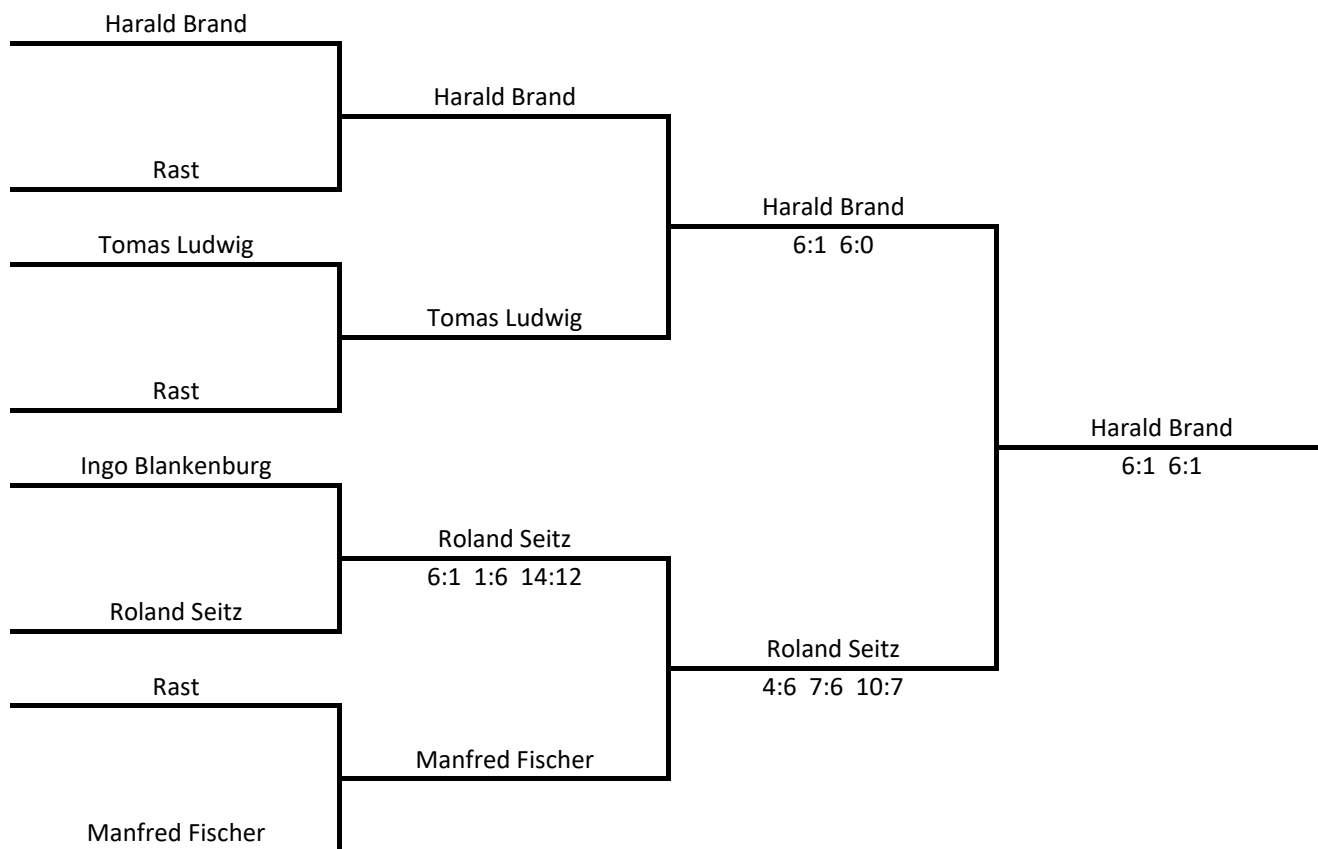 Harald Brand
Harald Brand
Rast
Harald Brand
6:1  6:0
Tomas Ludwig
Tomas Ludwig
Rast
Harald Brand
6:1  6:1
Ingo Blankenburg
Roland Seitz
6:1  1:6  14:12
Roland Seitz
Roland Seitz
4:6  7:6  10:7
Rast
Manfred Fischer
Manfred Fischer